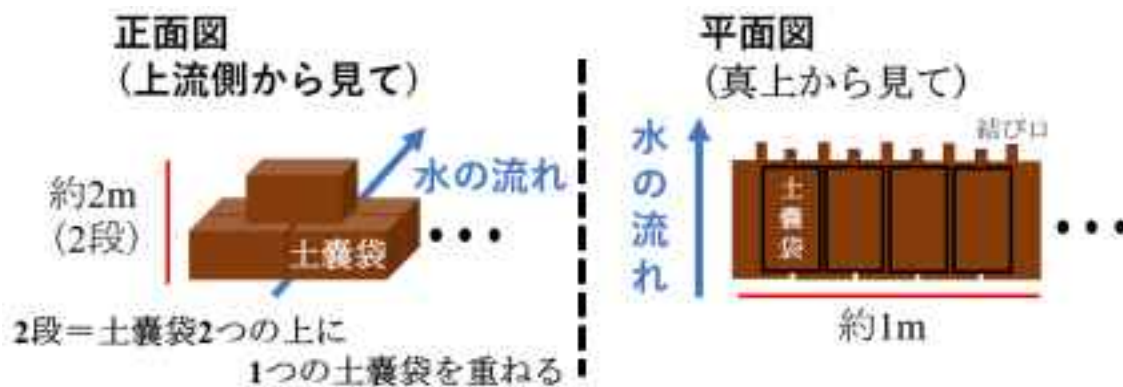 正面図
(上流側から見て)
約2m
(2段)
水の流れ
土嚢袋
•••
2段＝土嚢袋2つの上に
1つの土嚢袋を重ねる
平面図
(真上から見て)
水の流れ
結び口
土嚢袋
•••
約1m